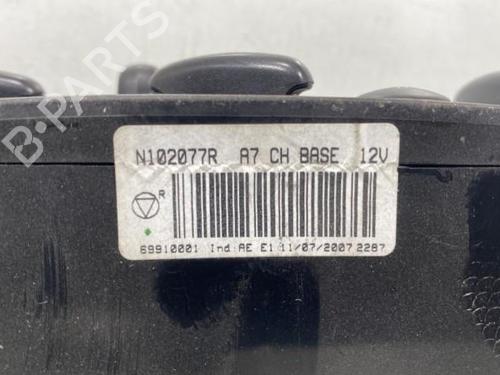 B-PARTS
N102077R A7 CH BASE 12V
R
69910001 Ind:AE E1 11/07/2007 2287